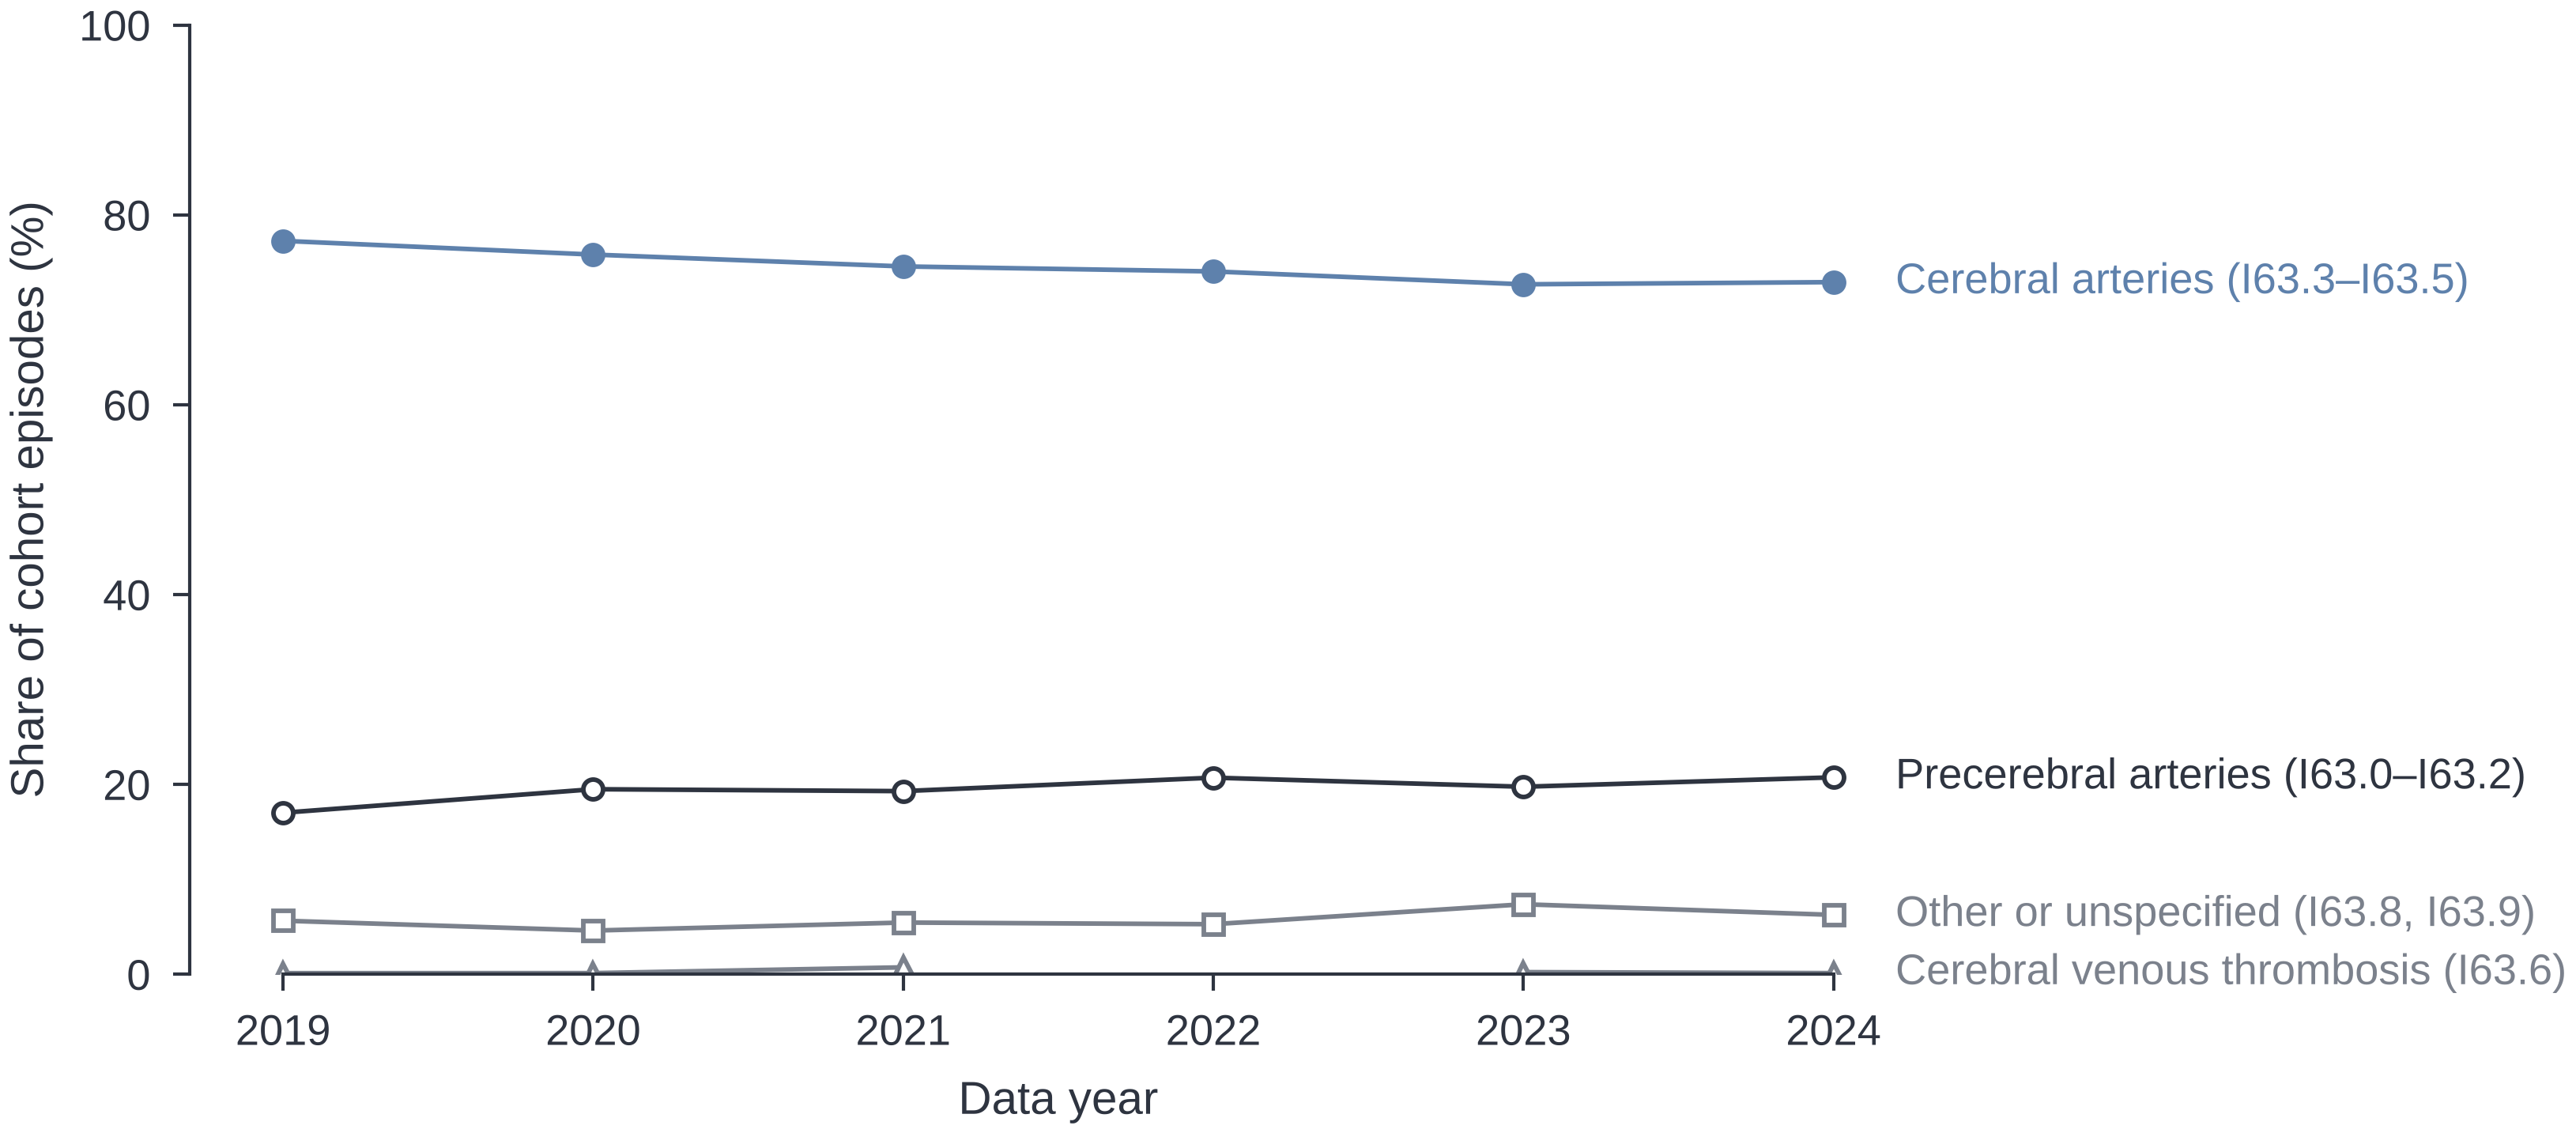 100
80
60
40
20
0
Share of cohort episodes (%)
Cerebral arteries (I63.3–I63.5)
Precerebral arteries (I63.0–I63.2)
Other or unspecified (I63.8, I63.9)
Cerebral venous thrombosis (I63.6)
2019 2020 2021 2022 2023 2024
Data year